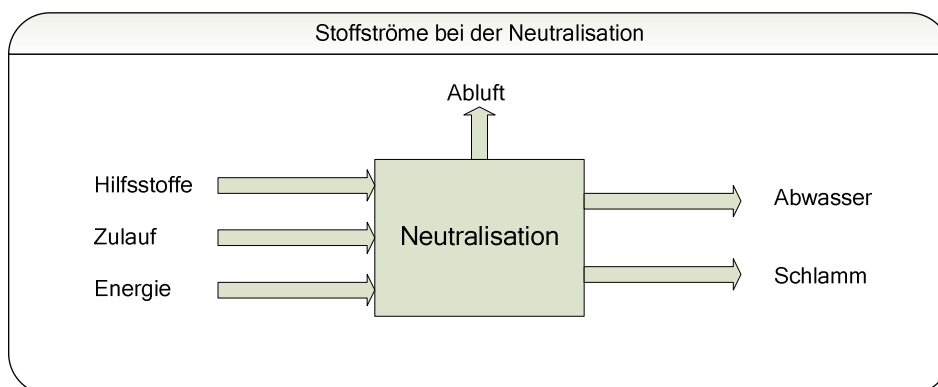 Stoffströme bei der Neutralisation
Abluft
Hilfsstoffe
Zulauf
Energie
Neutralisation
Abwasser
Schlamm